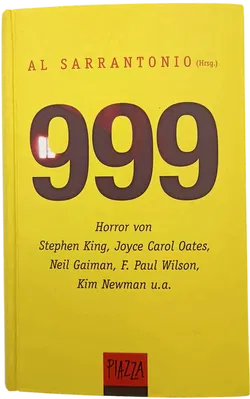 AL SARRANTONIO (Hrsg.)
999
Horror von
Stephen King, Joyce Carol Oates,
Neil Gaiman, F. Paul Wilson,
Kim Newman u.a.
PIAZZA